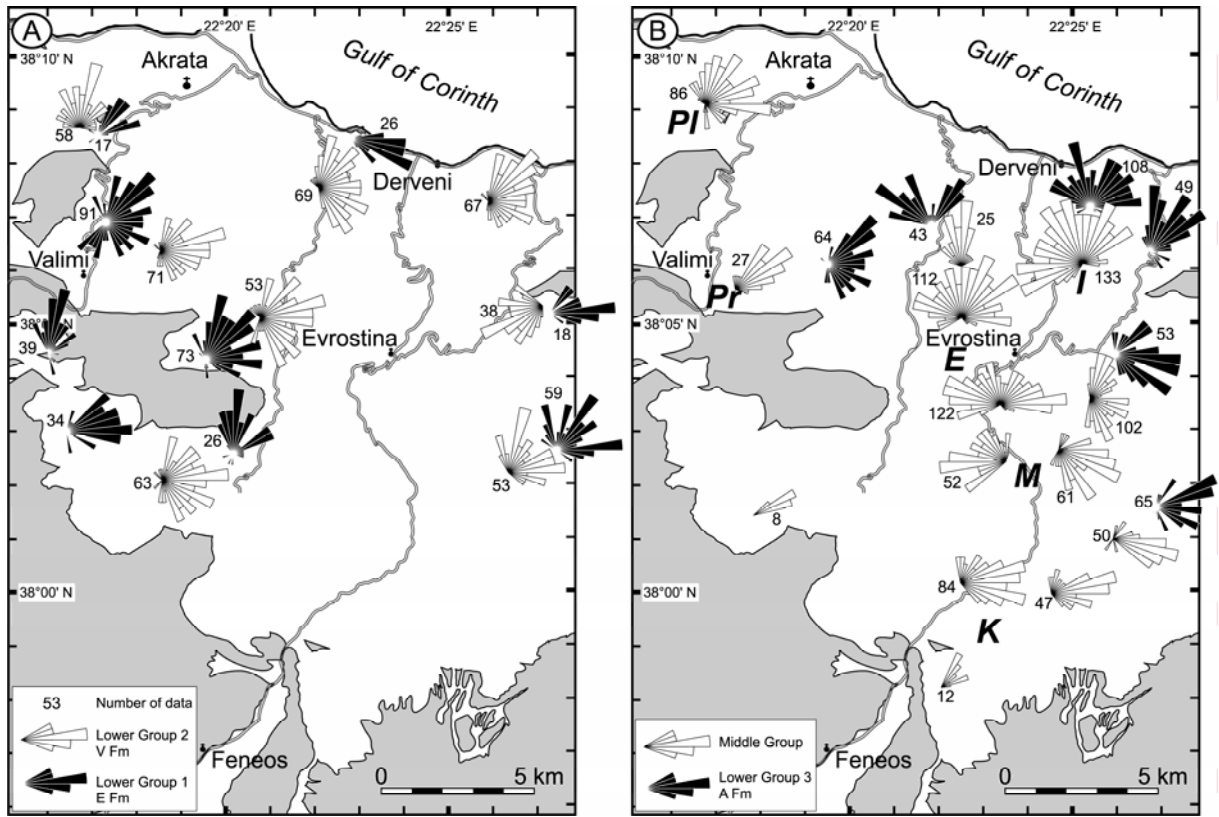 A
22°20' E
22°25' E
38°10' N
Akrata
Gulf of Corinth
58
17
26
69
Derveni
67
91
Valimi
71
53
38
18
39
73
Evrostina
59
34
26
63
53
38°00' N
53 Number of data
Lower Group 2
V Fm
Lower Group 1
E Fm
Feneos
0 5 km
B
22°20' E
22°25' E
38°10' N
Akrata
Gulf of Corinth
86
Pl
Derveni
108
49
43
25
64
Valimi
27
112
133
Pr
I
38°05' N
Evrostina
53
E
122
102
52
M
61
65
8
50
38°00' N
84
47
K
12
Middle Group
Lower Group 3
A Fm
Feneos
0 5 km